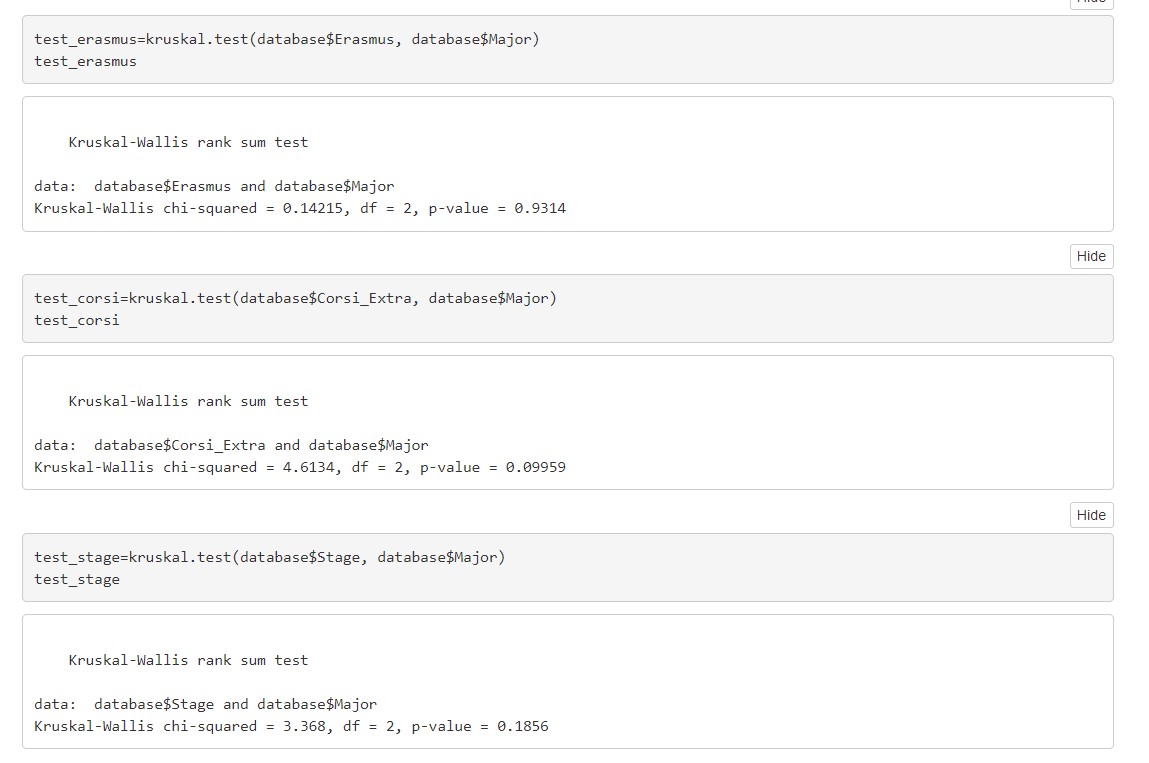 Hide
test_erasmus=kruskal.test(database$Erasmus, database$Major)
test_erasmus
Kruskal-Wallis rank sum test
data:  database$Erasmus and database$Major
Kruskal-Wallis chi-squared = 0.14215, df = 2, p-value = 0.9314
Hide
test_corsi=kruskal.test(database$Corsi_Extra, database$Major)
test_corsi
Kruskal-Wallis rank sum test
data:  database$Corsi_Extra and database$Major
Kruskal-Wallis chi-squared = 4.6134, df = 2, p-value = 0.09959
Hide
test_stage=kruskal.test(database$Stage, database$Major)
test_stage
Kruskal-Wallis rank sum test
data:  database$Stage and database$Major
Kruskal-Wallis chi-squared = 3.368, df = 2, p-value = 0.1856